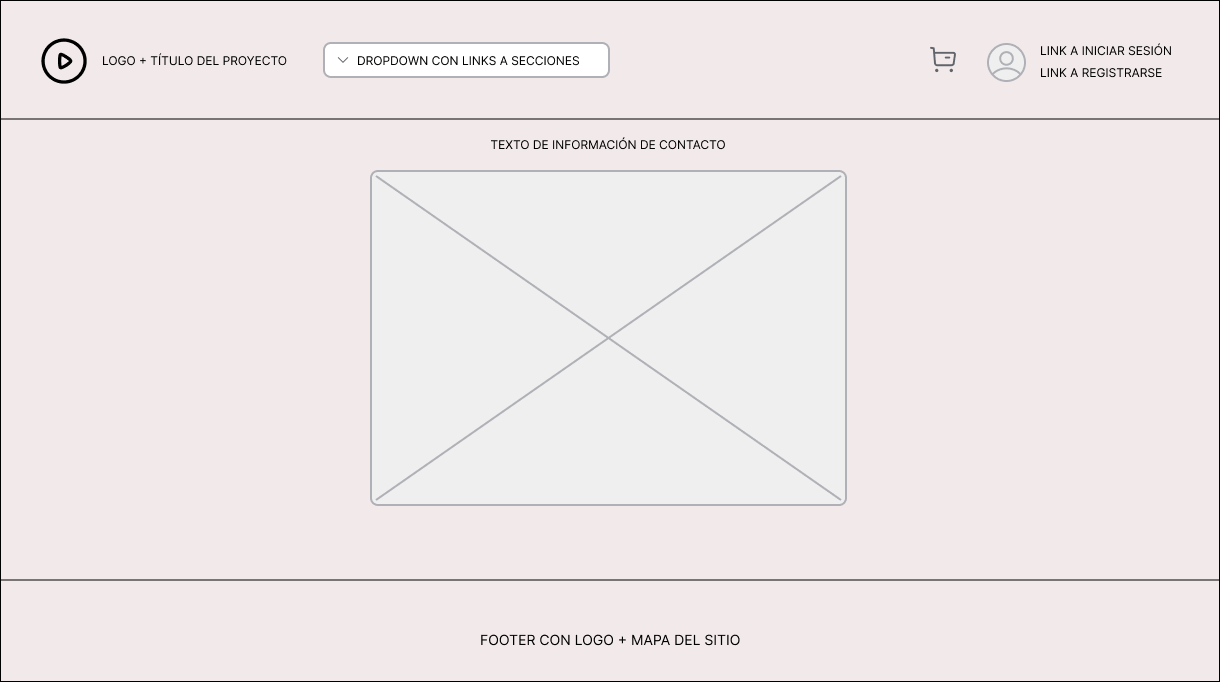 LOGO + TÍTULO DEL PROYECTO
DROPDOWN CON LINKS A SECCIONES
LINK A INICIAR SESIÓN
LINK A REGISTRARSE
TEXTO DE INFORMACIÓN DE CONTACTO
FOOTER CON LOGO + MAPA DEL SITIO